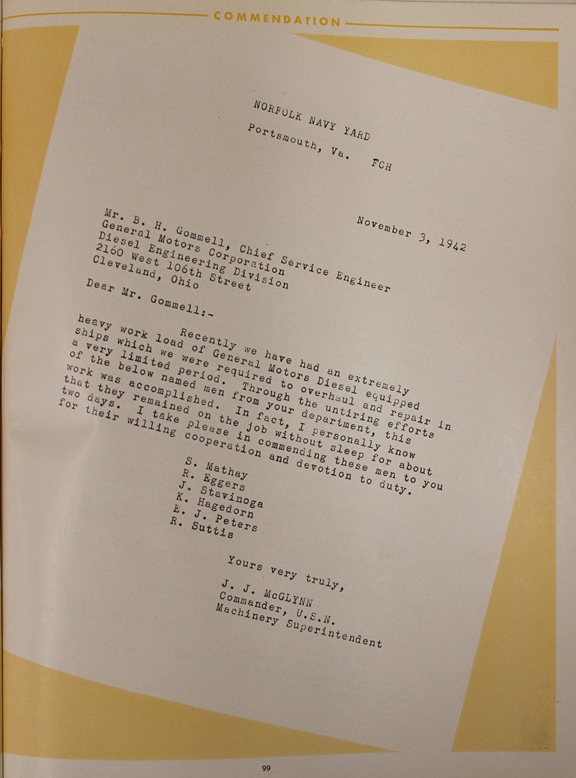 COMMENDATION
NORFOLK NAVY YARD
Portsmouth, Va. FCH
November 3, 1942
Mr. B. H. Gommell, Chief Service Engineer
General Motors Corporation
Diesel Engineering Division
2160 West 106th Street
Cleveland, Ohio
Dear Mr. Gommell:-
Recently we have had an extremely
heavy work load of General Motors Diesel equipped
ships which we were required to overhaul and repair in
a very limited period. Through the untiring efforts
of the below named men from your department, this
work was accomplished. In fact, I personally know
that they remained on the job without sleep for about
two days. I take please in commending these men to you
for their willing cooperation and devotion to duty.
S. Mathay
R. Eggers
J. Stavinoga
K. Hagedorn
E. J. Peters
R. Suttis
Yours very truly,
J. J. McGLYNN
Commander, U.S.N.
Machinery Superintendent
99